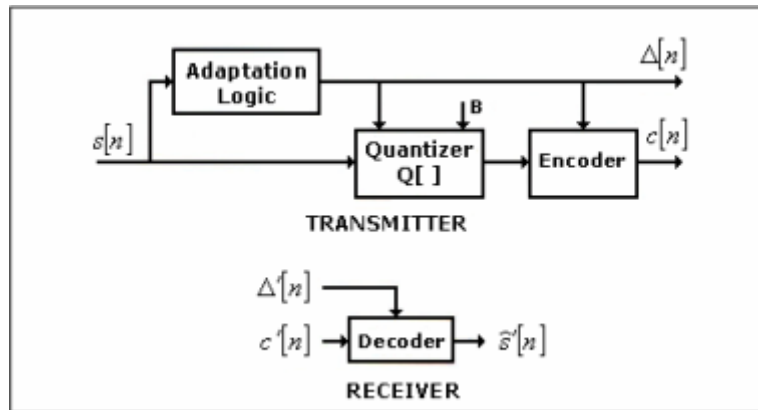 Adaptation
Logic
Δ[n]
B
s[n]
Quantizer
Q[ ]
Encoder
c[n]
TRANSMITTER
Δ'[n]
c'[n]
Decoder
ŝ'[n]
RECEIVER